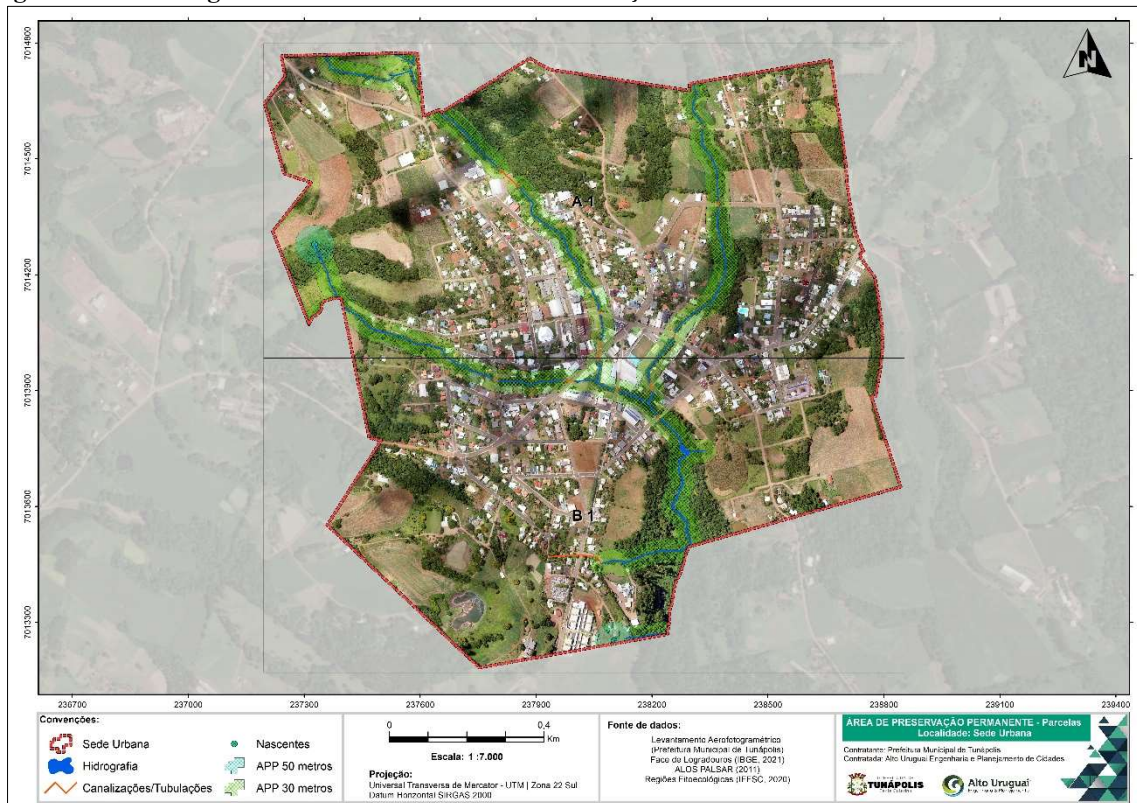 N
7014800
7014500
7014200
7013900
7013600
7013300
A 1
B 1
236700
237000
237300
237600
237900
238200
238500
238800
239100
239400
Convenções:
Sede Urbana
Hidrografia
Canalizações/Tubulações
Nascentes
APP 50 metros
APP 30 metros
0 0,4
Km
Escala: 1:7.000
Projeção:
Universal Transversa de Mercator - UTM | Zona 22 Sul
Datum Horizontal SIRGAS 2000
Fonte de dados:
Levantamento Aerofotogramétrico
(Prefeitura Municipal de Tunápolis)
Face de Logradouros (IBGE, 2021)
ALOS PALSAR (2011)
Regiões Fitoecológicas (IFFSC, 2020)
ÁREA DE PRESERVAÇÃO PERMANENTE - Parcelas
Localidade: Sede Urbana
Contratante: Prefeitura Municipal de Tunápolis
Contratada: Alto Uruguai Engenharia e Planejamento de Cidades
TUNÁPOLIS
Alto Uruguai